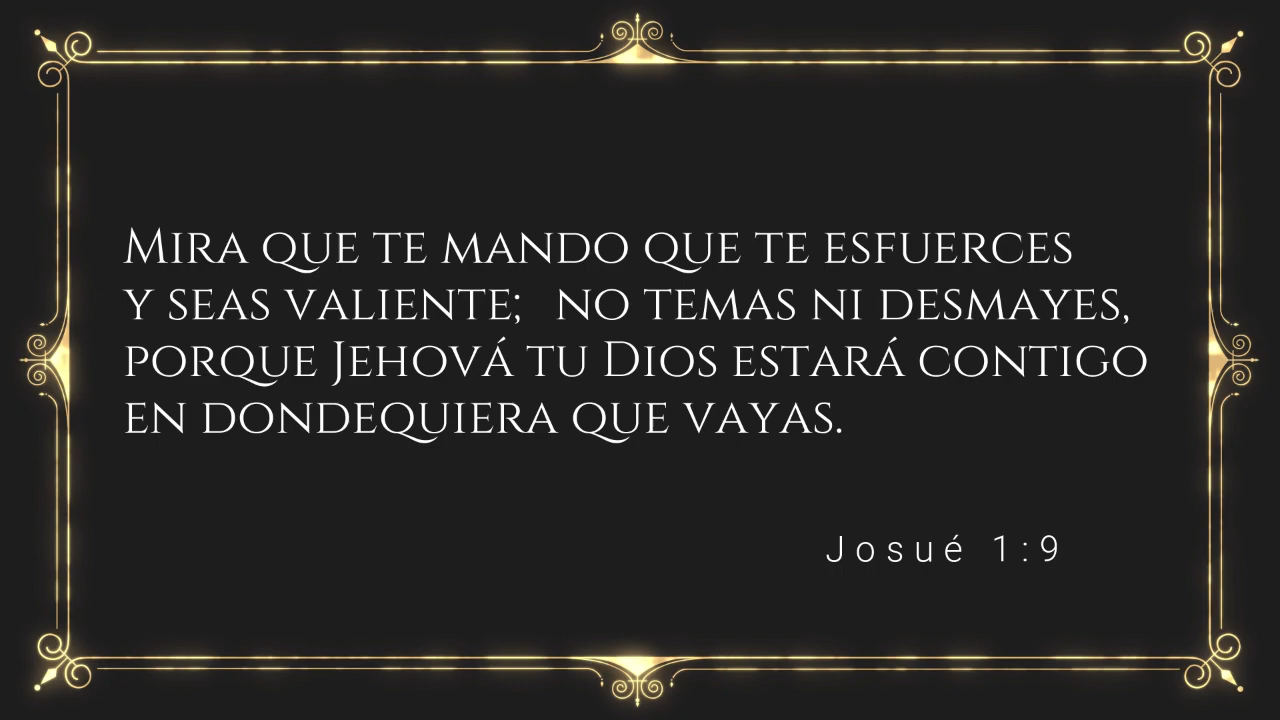 Mira que te mando que te esfuerces
y seas valiente;  no temas ni desmayes,
porque Jehová tu Dios estará contigo
en dondequiera que vayas.
Josué 1:9